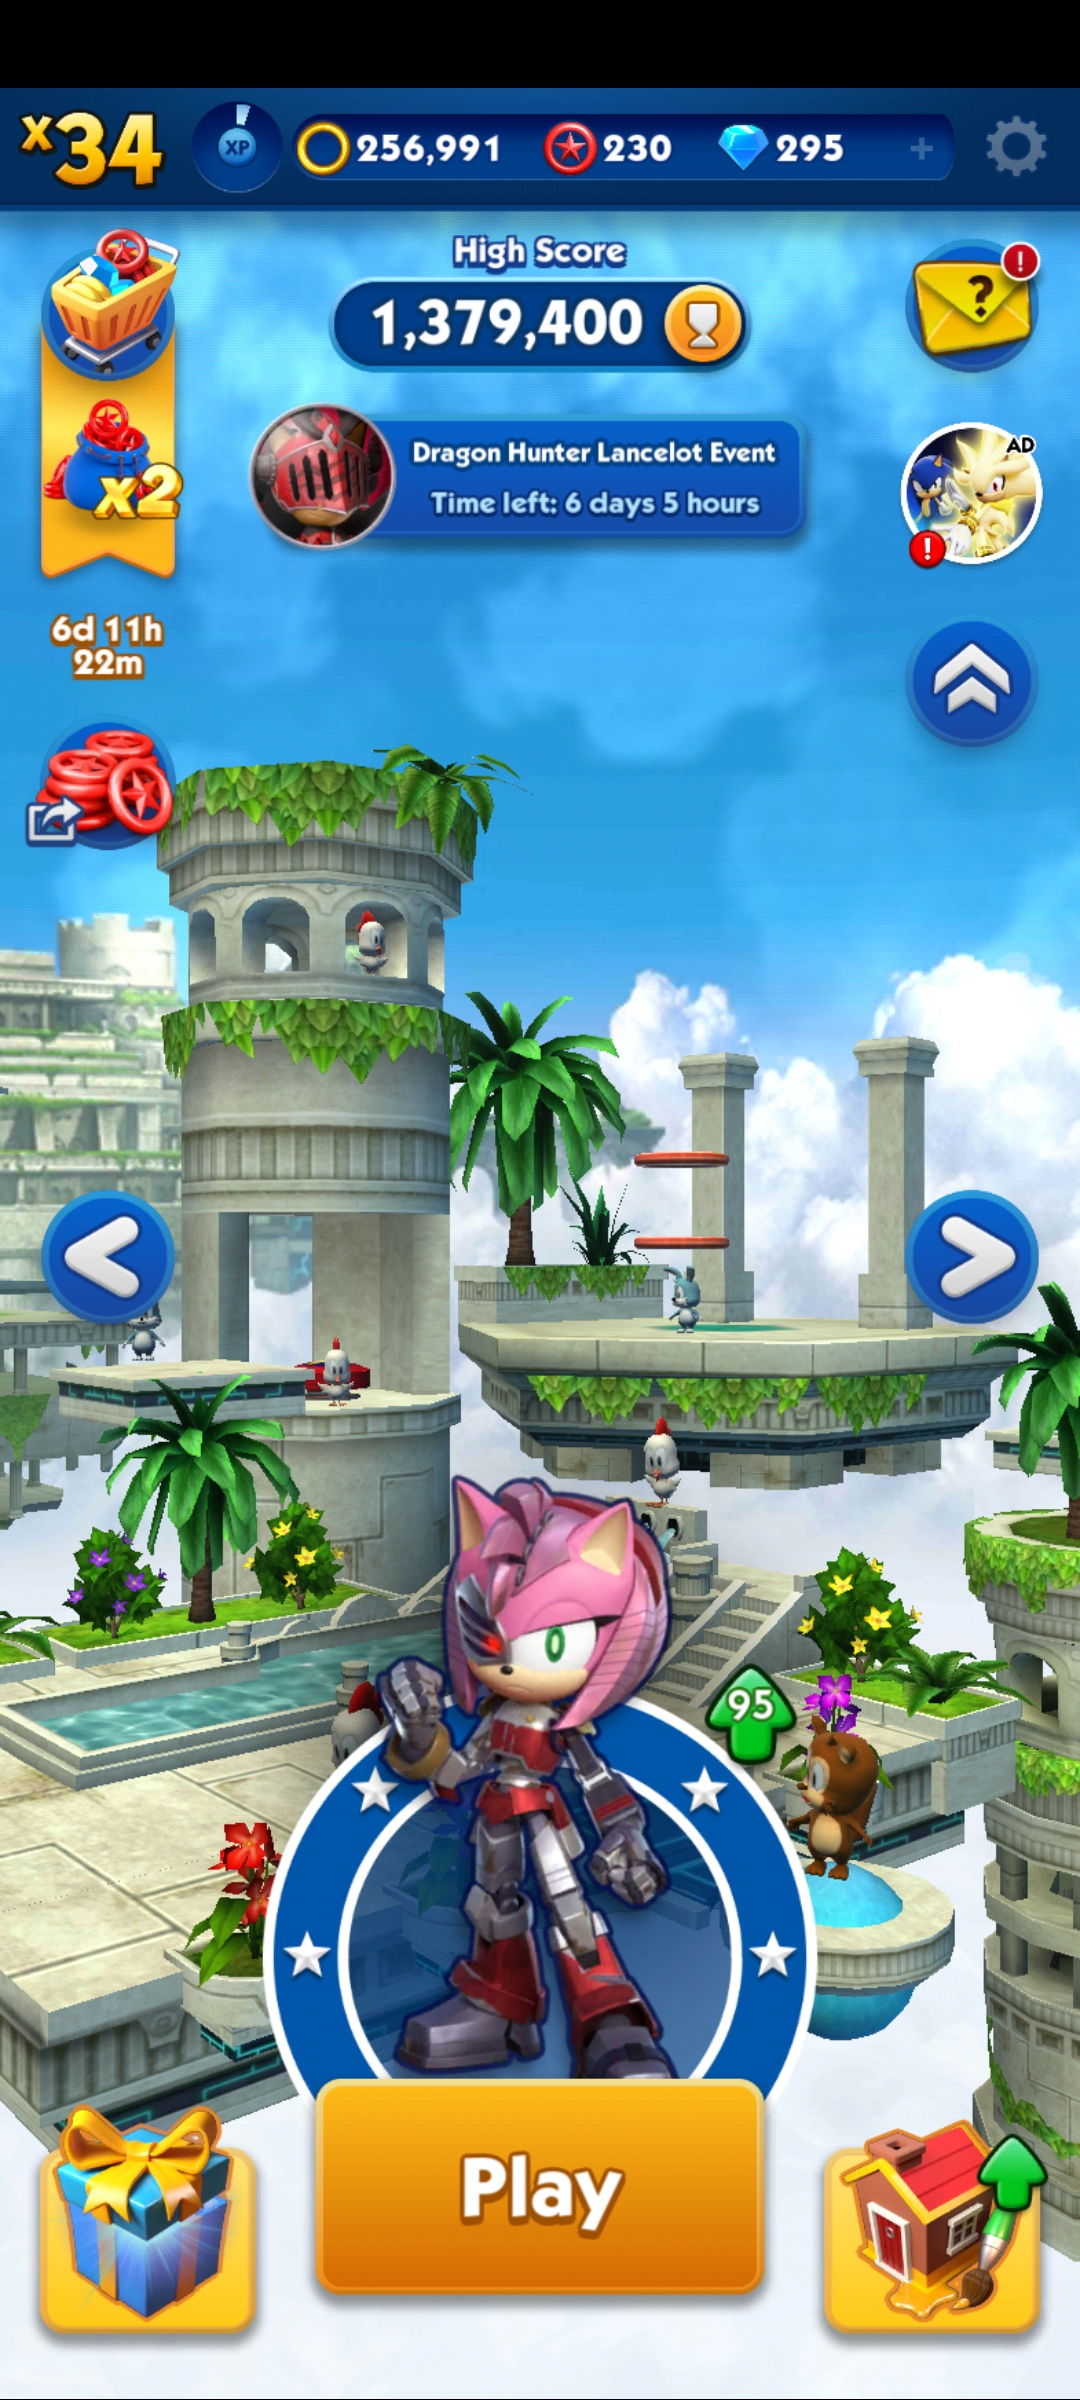 x34
XP
256,991
230
295
+
High Score
1,379,400
?
!
Dragon Hunter Lancelot Event
Time left: 6 days 5 hours
AD
!
x2
6d 11h
22m
95
Play